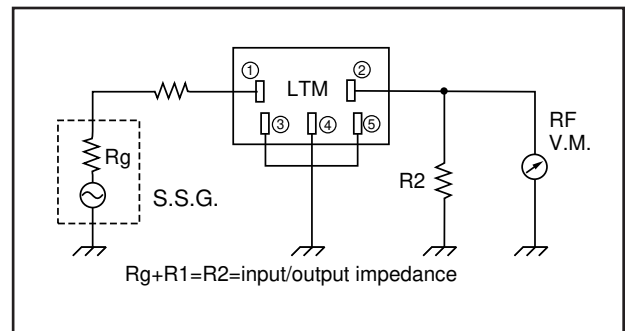 ① LTM ②
RF
V.M.
③ ④ ⑤
Rg
R2
S.S.G.
Rg+R1=R2=input/output impedance